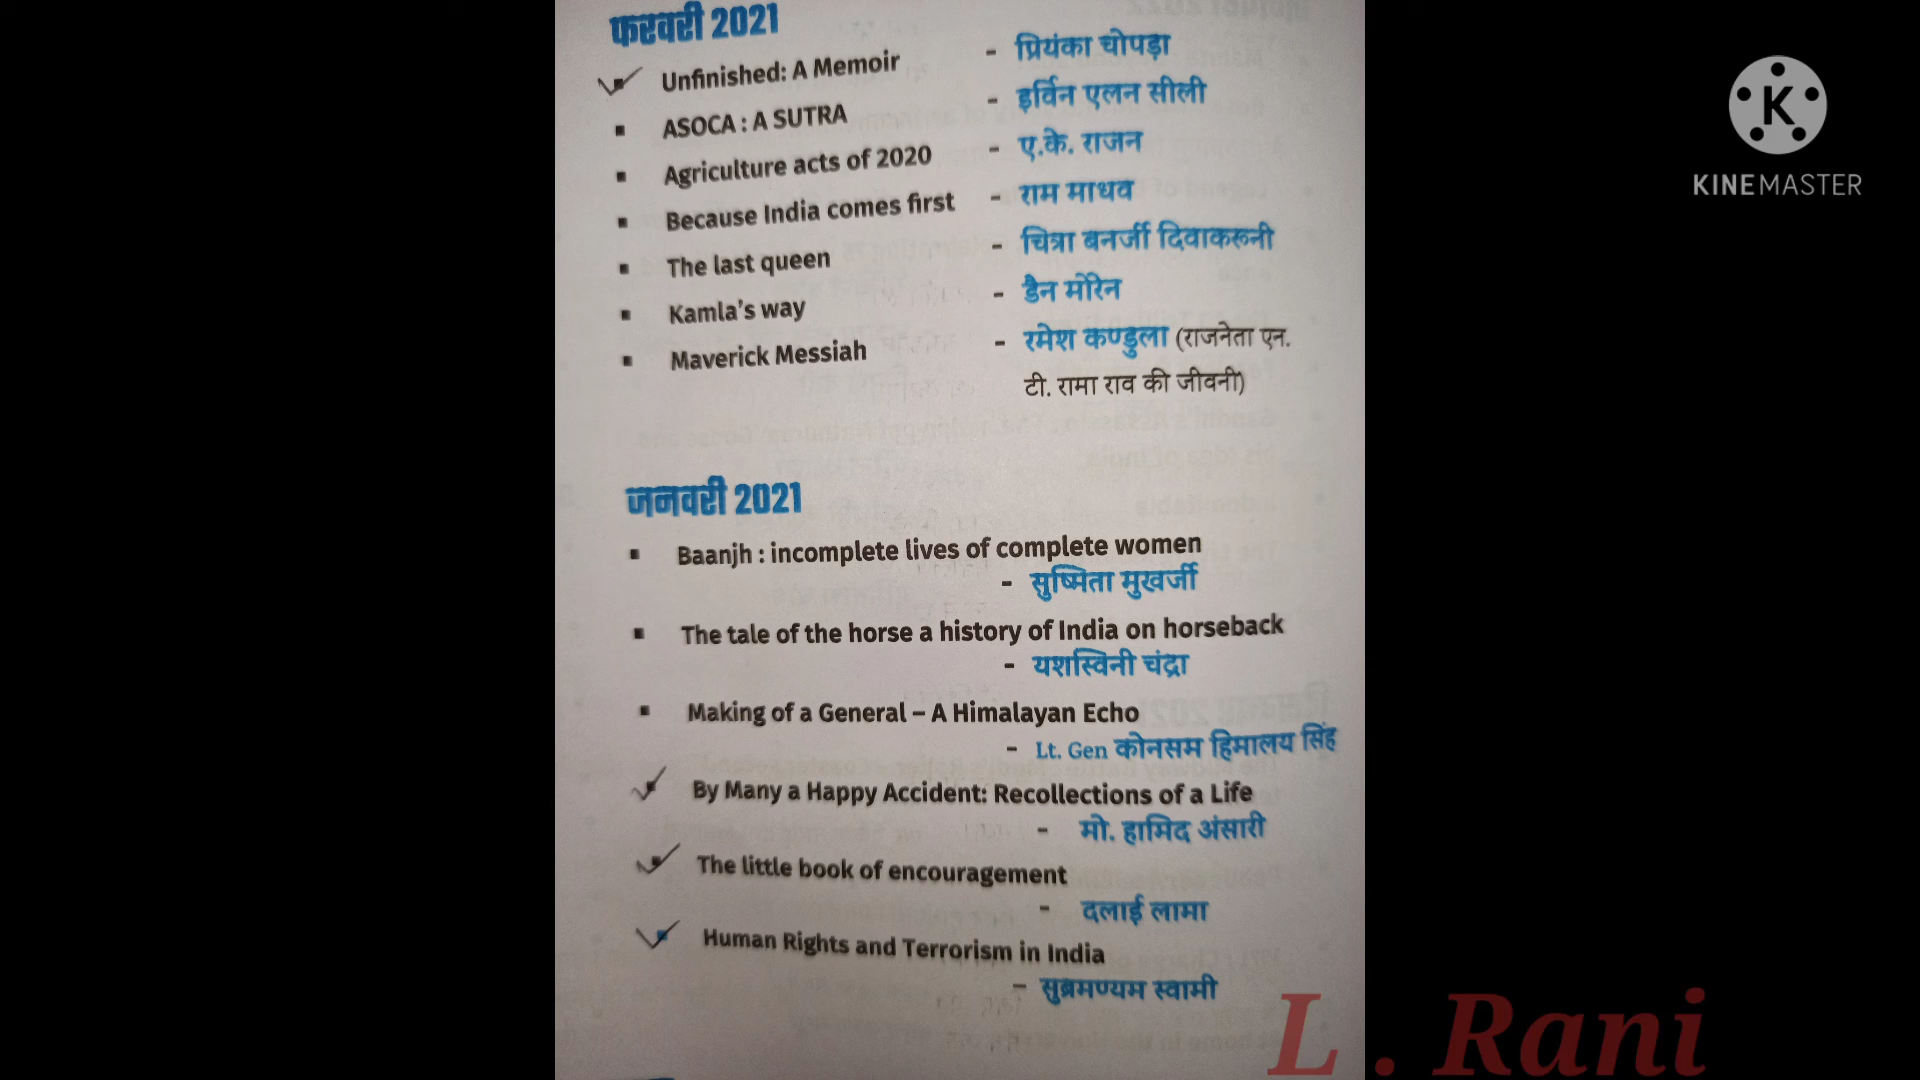 फरवरी 2021
▪ Unfinished: A Memoir - प्रियंका चोपड़ा
▪ ASOCA : A SUTRA - इर्विन एलन सीली
▪ Agriculture acts of 2020 - ए.के. राजन
▪ Because India comes first - राम माधव
▪ The last queen - चित्रा बनर्जी दिवाकरूनी
▪ Kamla's way - डैन मोरेन
▪ Maverick Messiah - रमेश कण्डुला (राजनेता एन.
टी. रामा राव की जीवनी)
जनवरी 2021
▪ Baanjh : incomplete lives of complete women
- सुष्मिता मुखर्जी
▪ The tale of the horse a history of India on horseback
- यशस्विनी चंद्रा
▪ Making of a General – A Himalayan Echo
- Lt. Gen कोनसम हिमालय सिंह
▪ By Many a Happy Accident: Recollections of a Life
- मो. हामिद अंसारी
▪ The little book of encouragement
- दलाई लामा
▪ Human Rights and Terrorism in India
- सुब्रमण्यम स्वामी
K
KINEMASTER
L . Rani